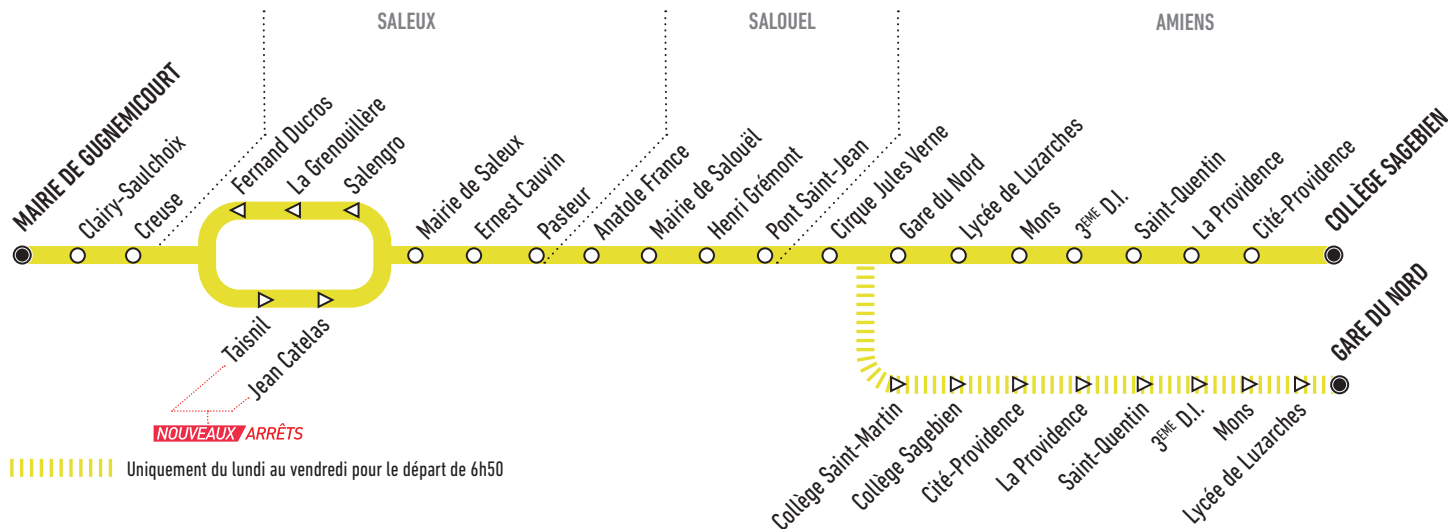 SALEUX
SALOUEL
AMIENS
MAIRIE DE GUGNEMICOURT
Clairy-Saulchoix
Creuse
Fernand Ducros
La Grenouillère
Salengro
Mairie de Saleux
Ernest Cauvin
Pasteur
Anatole France
Mairie de Salouël
Henri Grémont
Pont Saint-Jean
Cirque Jules Verne
Gare du Nord
Lycée de Luzarches
Mons
3EME D.I.
Saint-Quentin
La Providence
Cité-Providence
COLLÈGE SAGEBIEN
Taisnil
Jean Catelas
NOUVEAUX ARRÊTS
GARE DU NORD
Collège Saint-Martin
Collège Sagebien
Cité-Providence
La Providence
Saint-Quentin
3EME D.I.
Mons
Lycée de Luzarches
Uniquement du lundi au vendredi pour le départ de 6h50